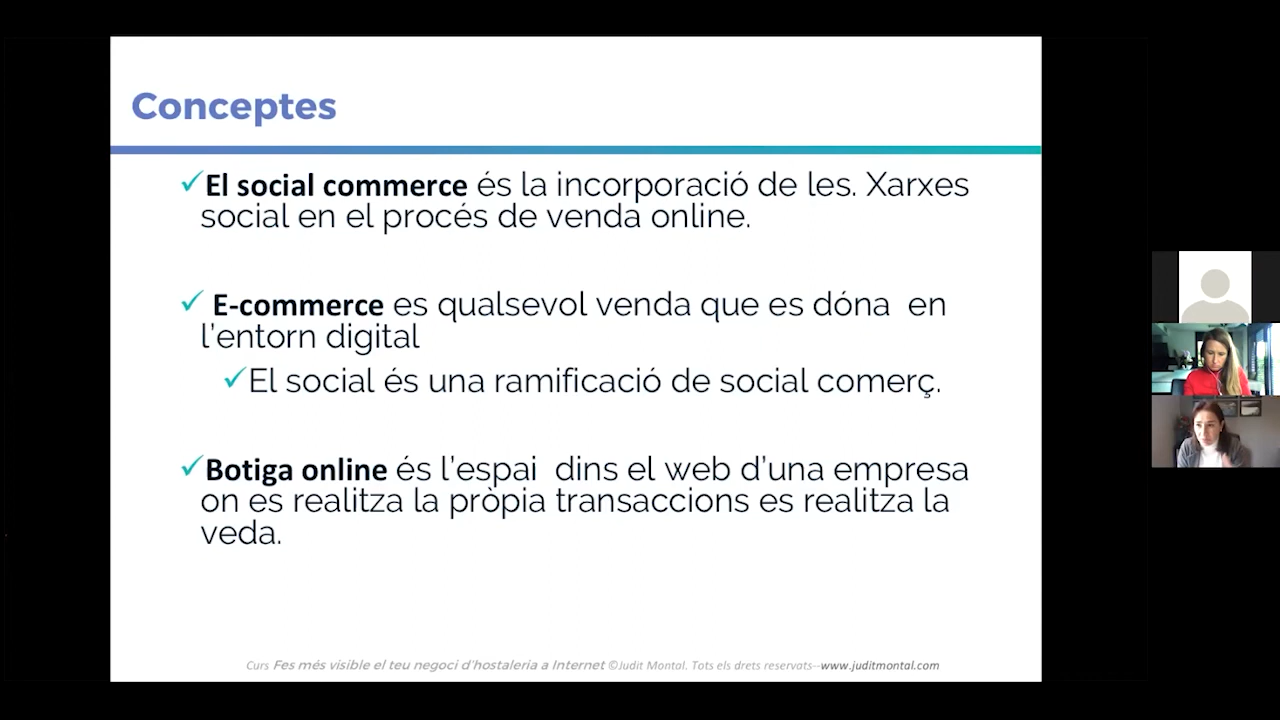 Conceptes
✓El social commerce és la incorporació de les. Xarxes
social en el procés de venda online.
✓ E-commerce es qualsevol venda que es dóna en
l'entorn digital
✓El social és una ramificació de social comerç.
✓Botiga online és l'espai dins el web d'una empresa
on es realitza la pròpia transaccions es realitza la
veda.
Curs Fes més visible el teu negoci d'hostaleria a Internet ©Judit Montal. Tots els drets reservats--www.juditmontal.com